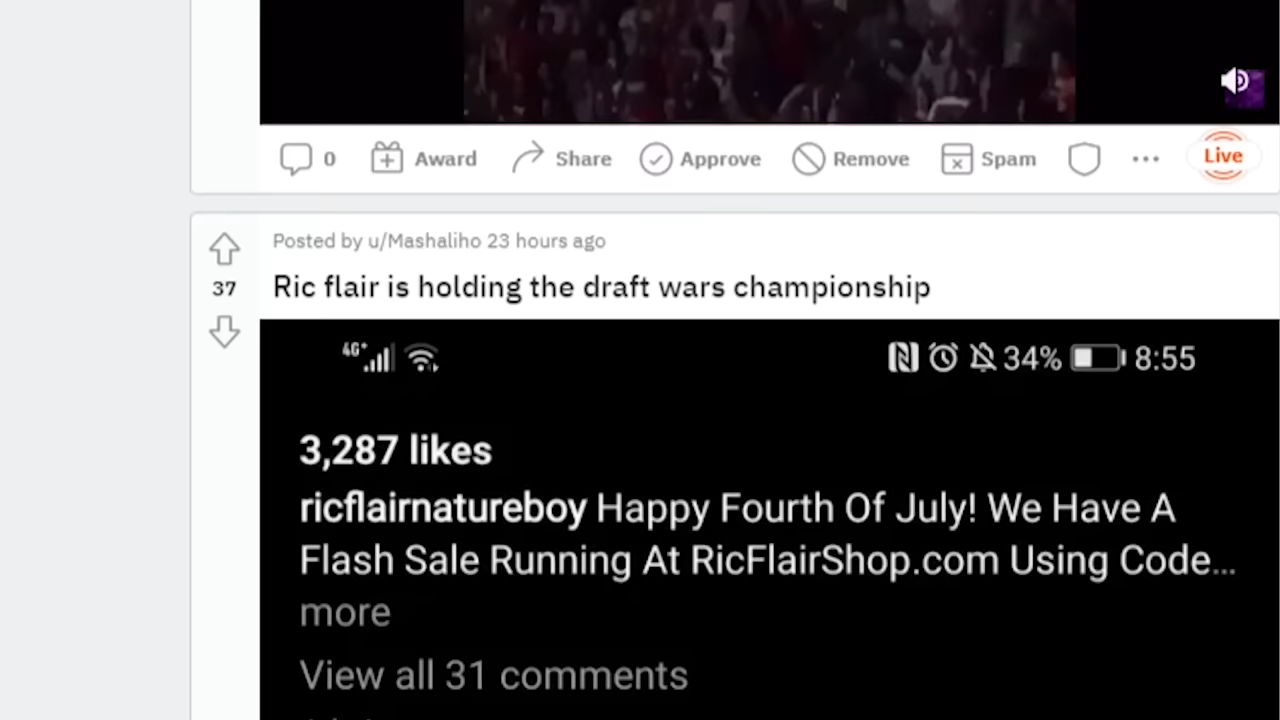 0 Award Share Approve Remove Spam ... Live
Posted by u/Mashaliho 23 hours ago
37
Ric flair is holding the draft wars championship
4G+ 34% 8:55
3,287 likes
ricflairnatureboy Happy Fourth Of July! We Have A
Flash Sale Running At RicFlairShop.com Using Code...
more
View all 31 comments